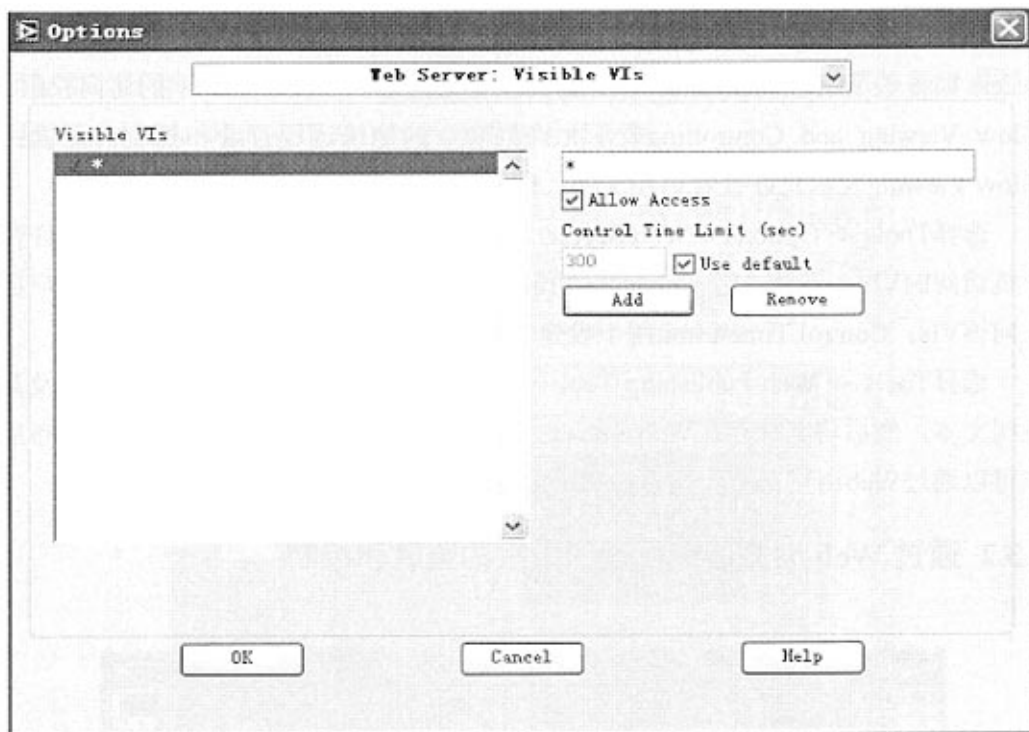 Options
Web Server: Visible VIs
Visible VIs
✓ *
*
Allow Access
Control Time Limit (sec)
300
Use default
Add
Remove
OK
Cancel
Help